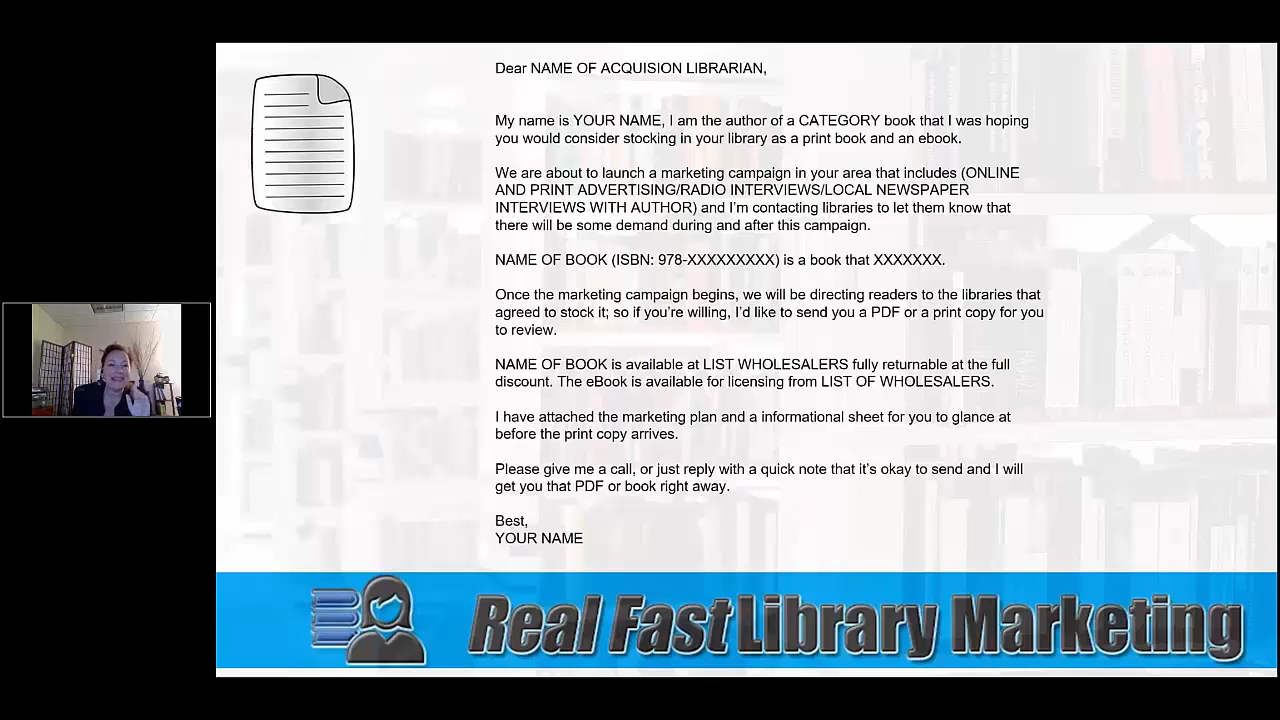 Dear NAME OF ACQUISION LIBRARIAN,
My name is YOUR NAME, I am the author of a CATEGORY book that I was hoping
you would consider stocking in your library as a print book and an ebook.
We are about to launch a marketing campaign in your area that includes (ONLINE
AND PRINT ADVERTISING/RADIO INTERVIEWS/LOCAL NEWSPAPER
INTERVIEWS WITH AUTHOR) and I'm contacting libraries to let them know that
there will be some demand during and after this campaign.
NAME OF BOOK (ISBN: 978-XXXXXXXXX) is a book that XXXXXXX.
Once the marketing campaign begins, we will be directing readers to the libraries that
agreed to stock it; so if you're willing, I'd like to send you a PDF or a print copy for you
to review.
NAME OF BOOK is available at LIST WHOLESALERS fully returnable at the full
discount. The eBook is available for licensing from LIST OF WHOLESALERS.
I have attached the marketing plan and a informational sheet for you to glance at
before the print copy arrives.
Please give me a call, or just reply with a quick note that it's okay to send and I will
get you that PDF or book right away.
Best,
YOUR NAME
Real Fast Library Marketing